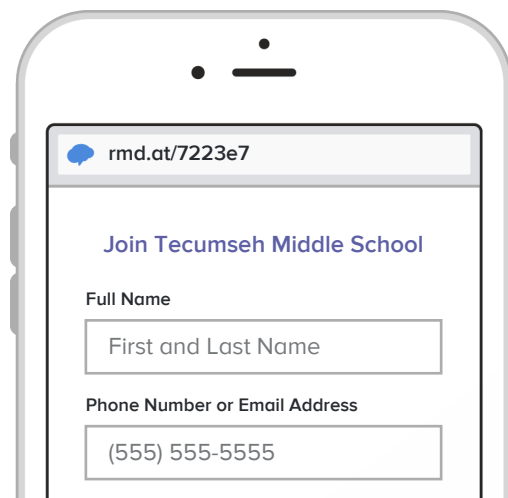 rmd.at/7223e7
Join Tecumseh Middle School
Full Name
First and Last Name
Phone Number or Email Address
(555) 555-5555